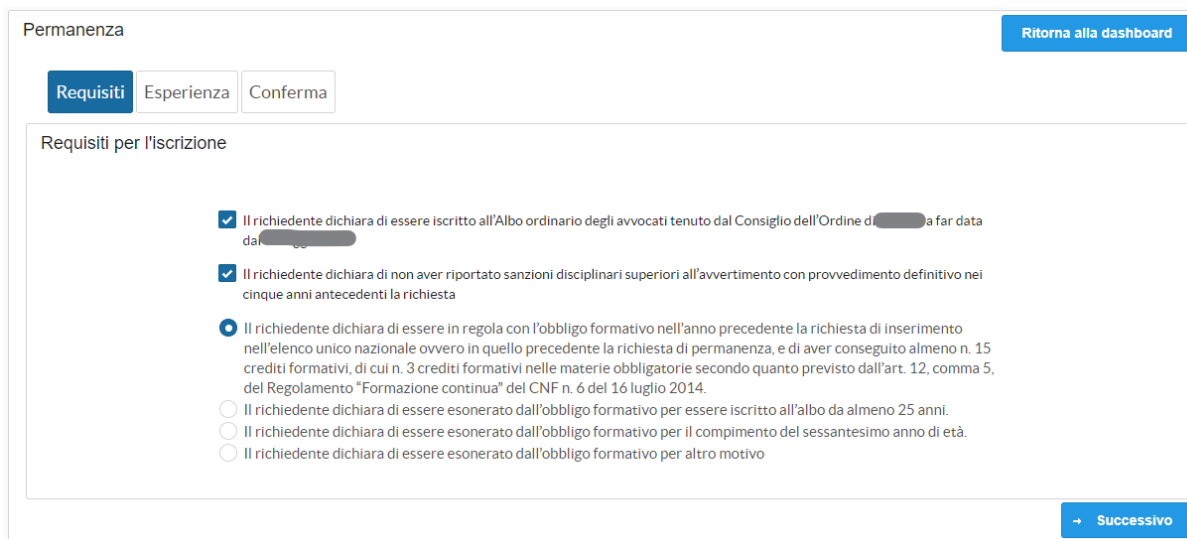 Permanenza
Ritorna alla dashboard
Requisiti
Esperienza
Conferma
Requisiti per l'iscrizione
Il richiedente dichiara di essere iscritto all'Albo ordinario degli avvocati tenuto dal Consiglio dell'Ordine di a far data
dal
Il richiedente dichiara di non aver riportato sanzioni disciplinari superiori all'avvertimento con provvedimento definitivo nei
cinque anni antecedenti la richiesta
Il richiedente dichiara di essere in regola con l'obbligo formativo nell'anno precedente la richiesta di inserimento
nell'elenco unico nazionale ovvero in quello precedente la richiesta di permanenza, e di aver conseguito almeno n. 15
crediti formativi, di cui n. 3 crediti formativi nelle materie obbligatorie secondo quanto previsto dall'art. 12, comma 5,
del Regolamento “Formazione continua” del CNF n. 6 del 16 luglio 2014.
Il richiedente dichiara di essere esonerato dall'obbligo formativo per essere iscritto all'albo da almeno 25 anni.
Il richiedente dichiara di essere esonerato dall'obbligo formativo per il compimento del sessantesimo anno di età.
Il richiedente dichiara di essere esonerato dall'obbligo formativo per altro motivo
→ Successivo